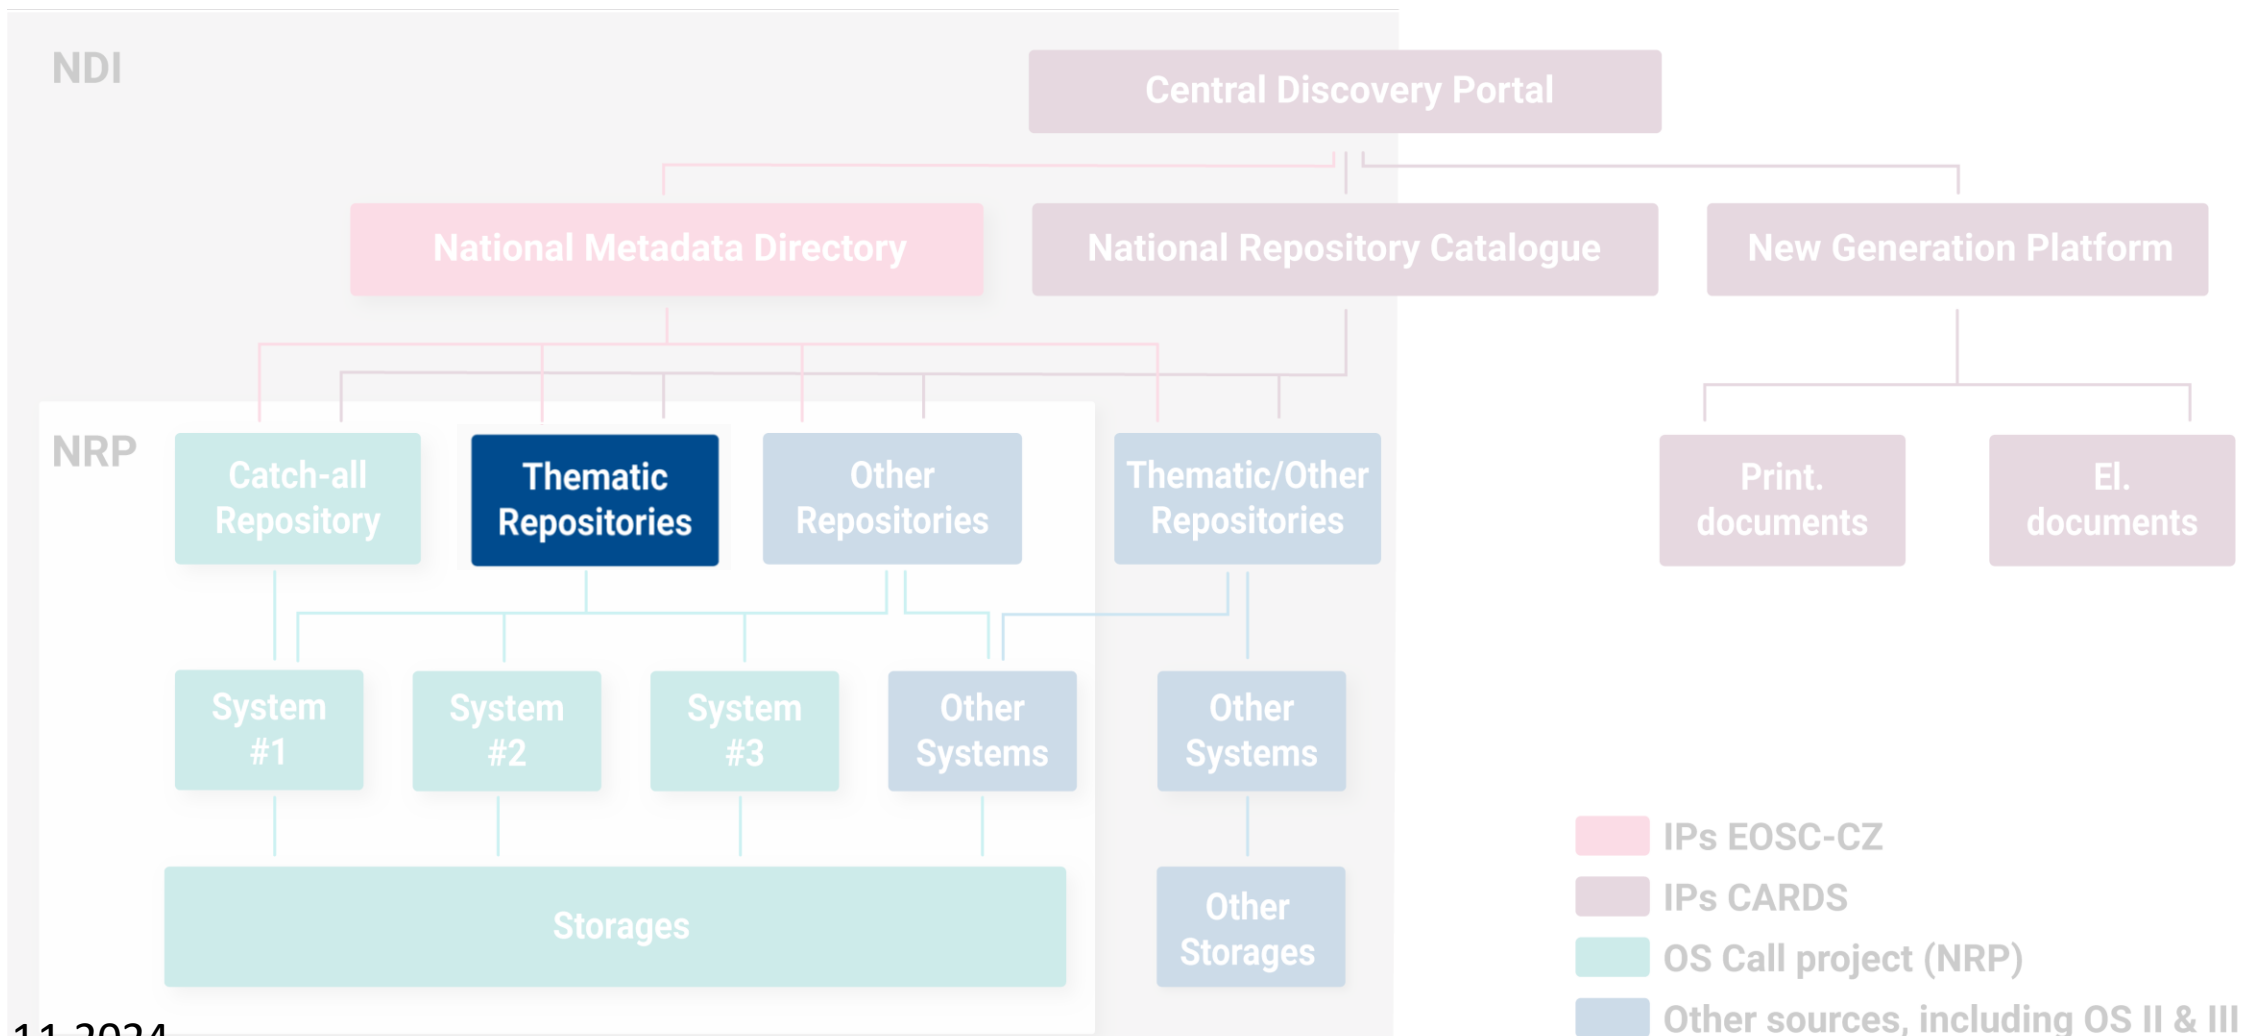 NDI
Central Discovery Portal
National Metadata Directory
National Repository Catalogue
New Generation Platform
NRP
Catch-all
Repository
Thematic
Repositories
Other
Repositories
Thematic/Other
Repositories
Print.
documents
El.
documents
System
#1
System
#2
System
#3
Other
Systems
Other
Systems
Storages
Other
Storages
IPs EOSC-CZ
IPs CARDS
OS Call project (NRP)
Other sources, including OS II & III
11.2024